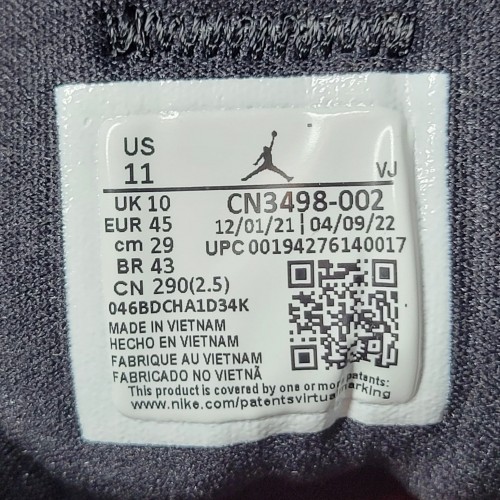 US
11
VJ
UK 10
CN3498-002
EUR 45
12/01/21 | 04/09/22
cm 29
UPC 00194276140017
BR 43
CN 290(2.5)
046BDCHA1D34K
MADE IN VIETNAM
HECHO EN VIETNAM
FABRIQUE AU VIETNAM
FABRICADO NO VIETNÃ
This product is covered by one or more patents:
www.nike.com/patentsvirtual marking